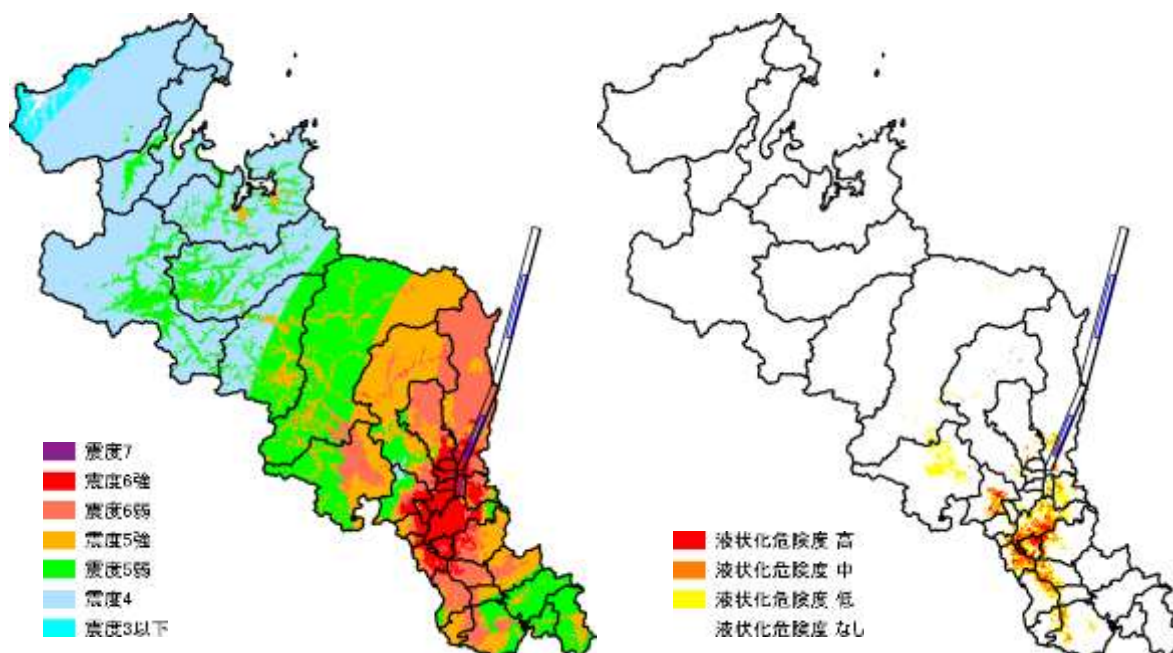 震度7
震度6強
震度6弱
震度5強
震度5弱
震度4
震度3以下
液状化危険度 高
液状化危険度 中
液状化危険度 低
液状化危険度 なし